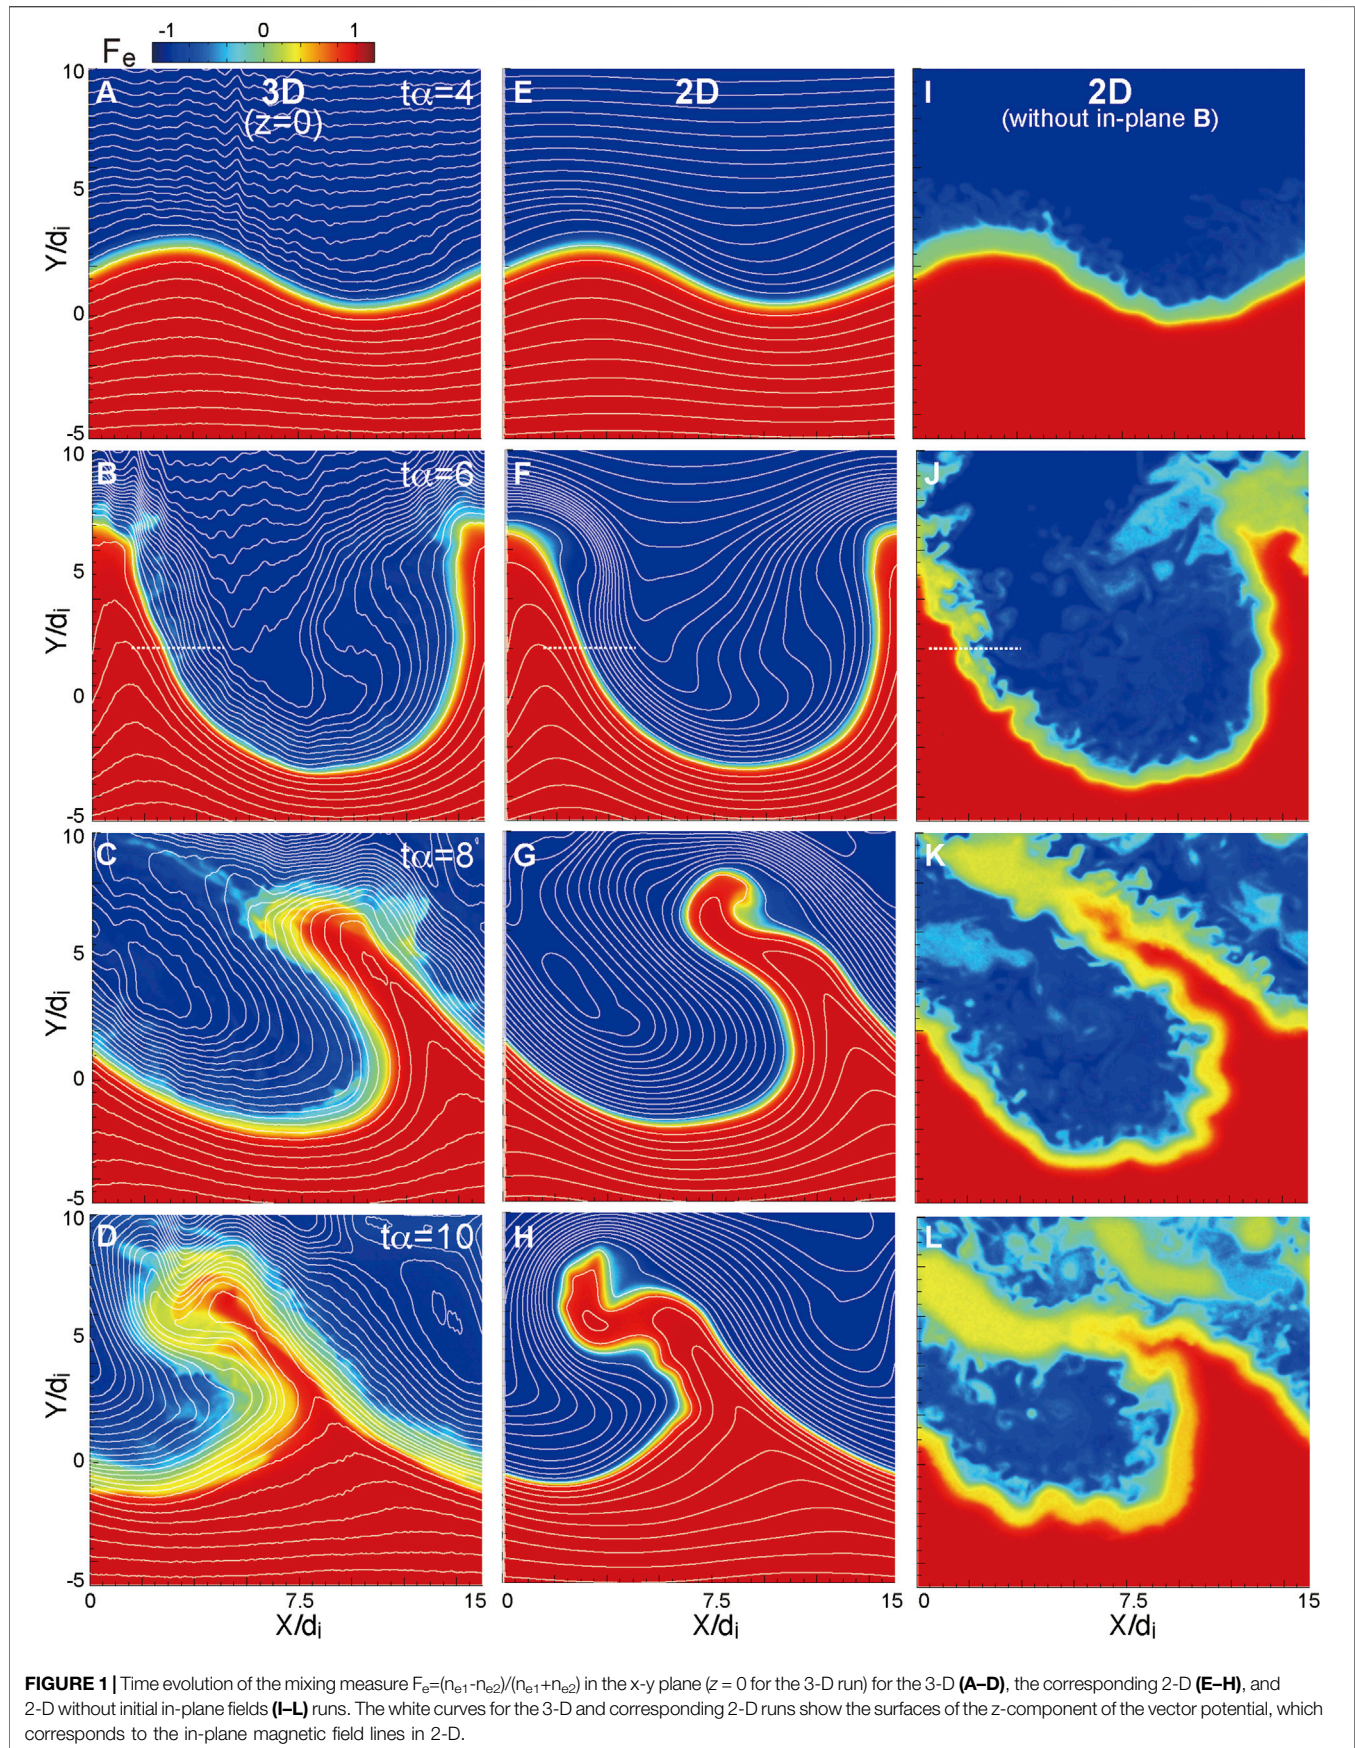 Fe
-1 0 1
A 3D tα=4
(z=0)
E 2D
I 2D
(without in-plane B)
10
5
0
-5
Y/di
B tα=6
F
J
10
5
0
-5
Y/di
C tα=8
G
K
10
5
0
-5
Y/di
D tα=10
H
L
10
5
0
-5
Y/di
0 7.5 15
X/di
0 7.5 15
X/di
0 7.5 15
X/di
FIGURE 1 | Time evolution of the mixing measure Fe=(ne1-ne2)/(ne1+ne2) in the x-y plane (z = 0 for the 3-D run) for the 3-D (A–D), the corresponding 2-D (E–H), and
2-D without initial in-plane fields (I–L) runs. The white curves for the 3-D and corresponding 2-D runs show the surfaces of the z-component of the vector potential, which
corresponds to the in-plane magnetic field lines in 2-D.